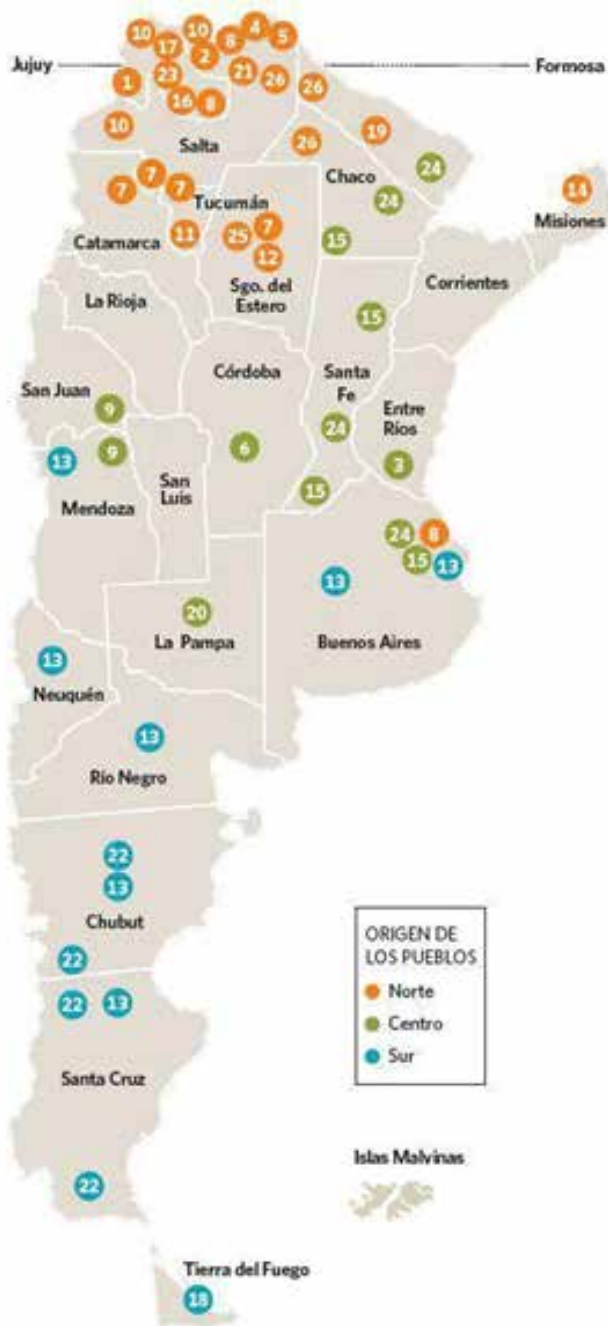 10
17
10
2
8
4
5
Jujuy
Formosa
1
23
16
8
21
26
26
10
Salta
26
19
24
Chaco
24
14
Misiones
7
7
7
Tucumán
Catamarca
11
25
7
12
Sgo. del
Estero
15
Corrientes
La Rioja
15
San Juan
9
Córdoba
Santa
Fe
Entre
Ríos
13
9
6
24
3
Mendoza
San
Luis
15
24
8
15
13
13
Buenos Aires
20
La Pampa
13
Neuquén
13
Río Negro
22
13
Chubut
22
22
13
Santa Cruz
22
ORIGEN DE
LOS PUEBLOS
Norte
Centro
Sur
Islas Malvinas
Tierra del Fuego
18